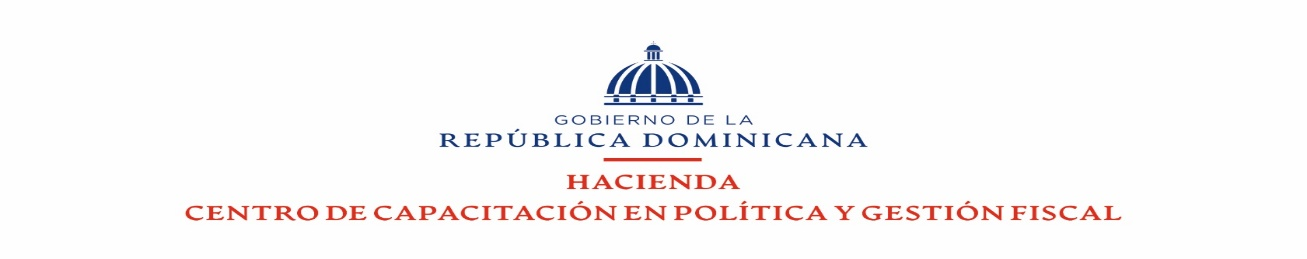 GOBIERNO DE LA
REPÚBLICA DOMINICANA
HACIENDA
CENTRO DE CAPACITACIÓN EN POLÍTICA Y GESTIÓN FISCAL